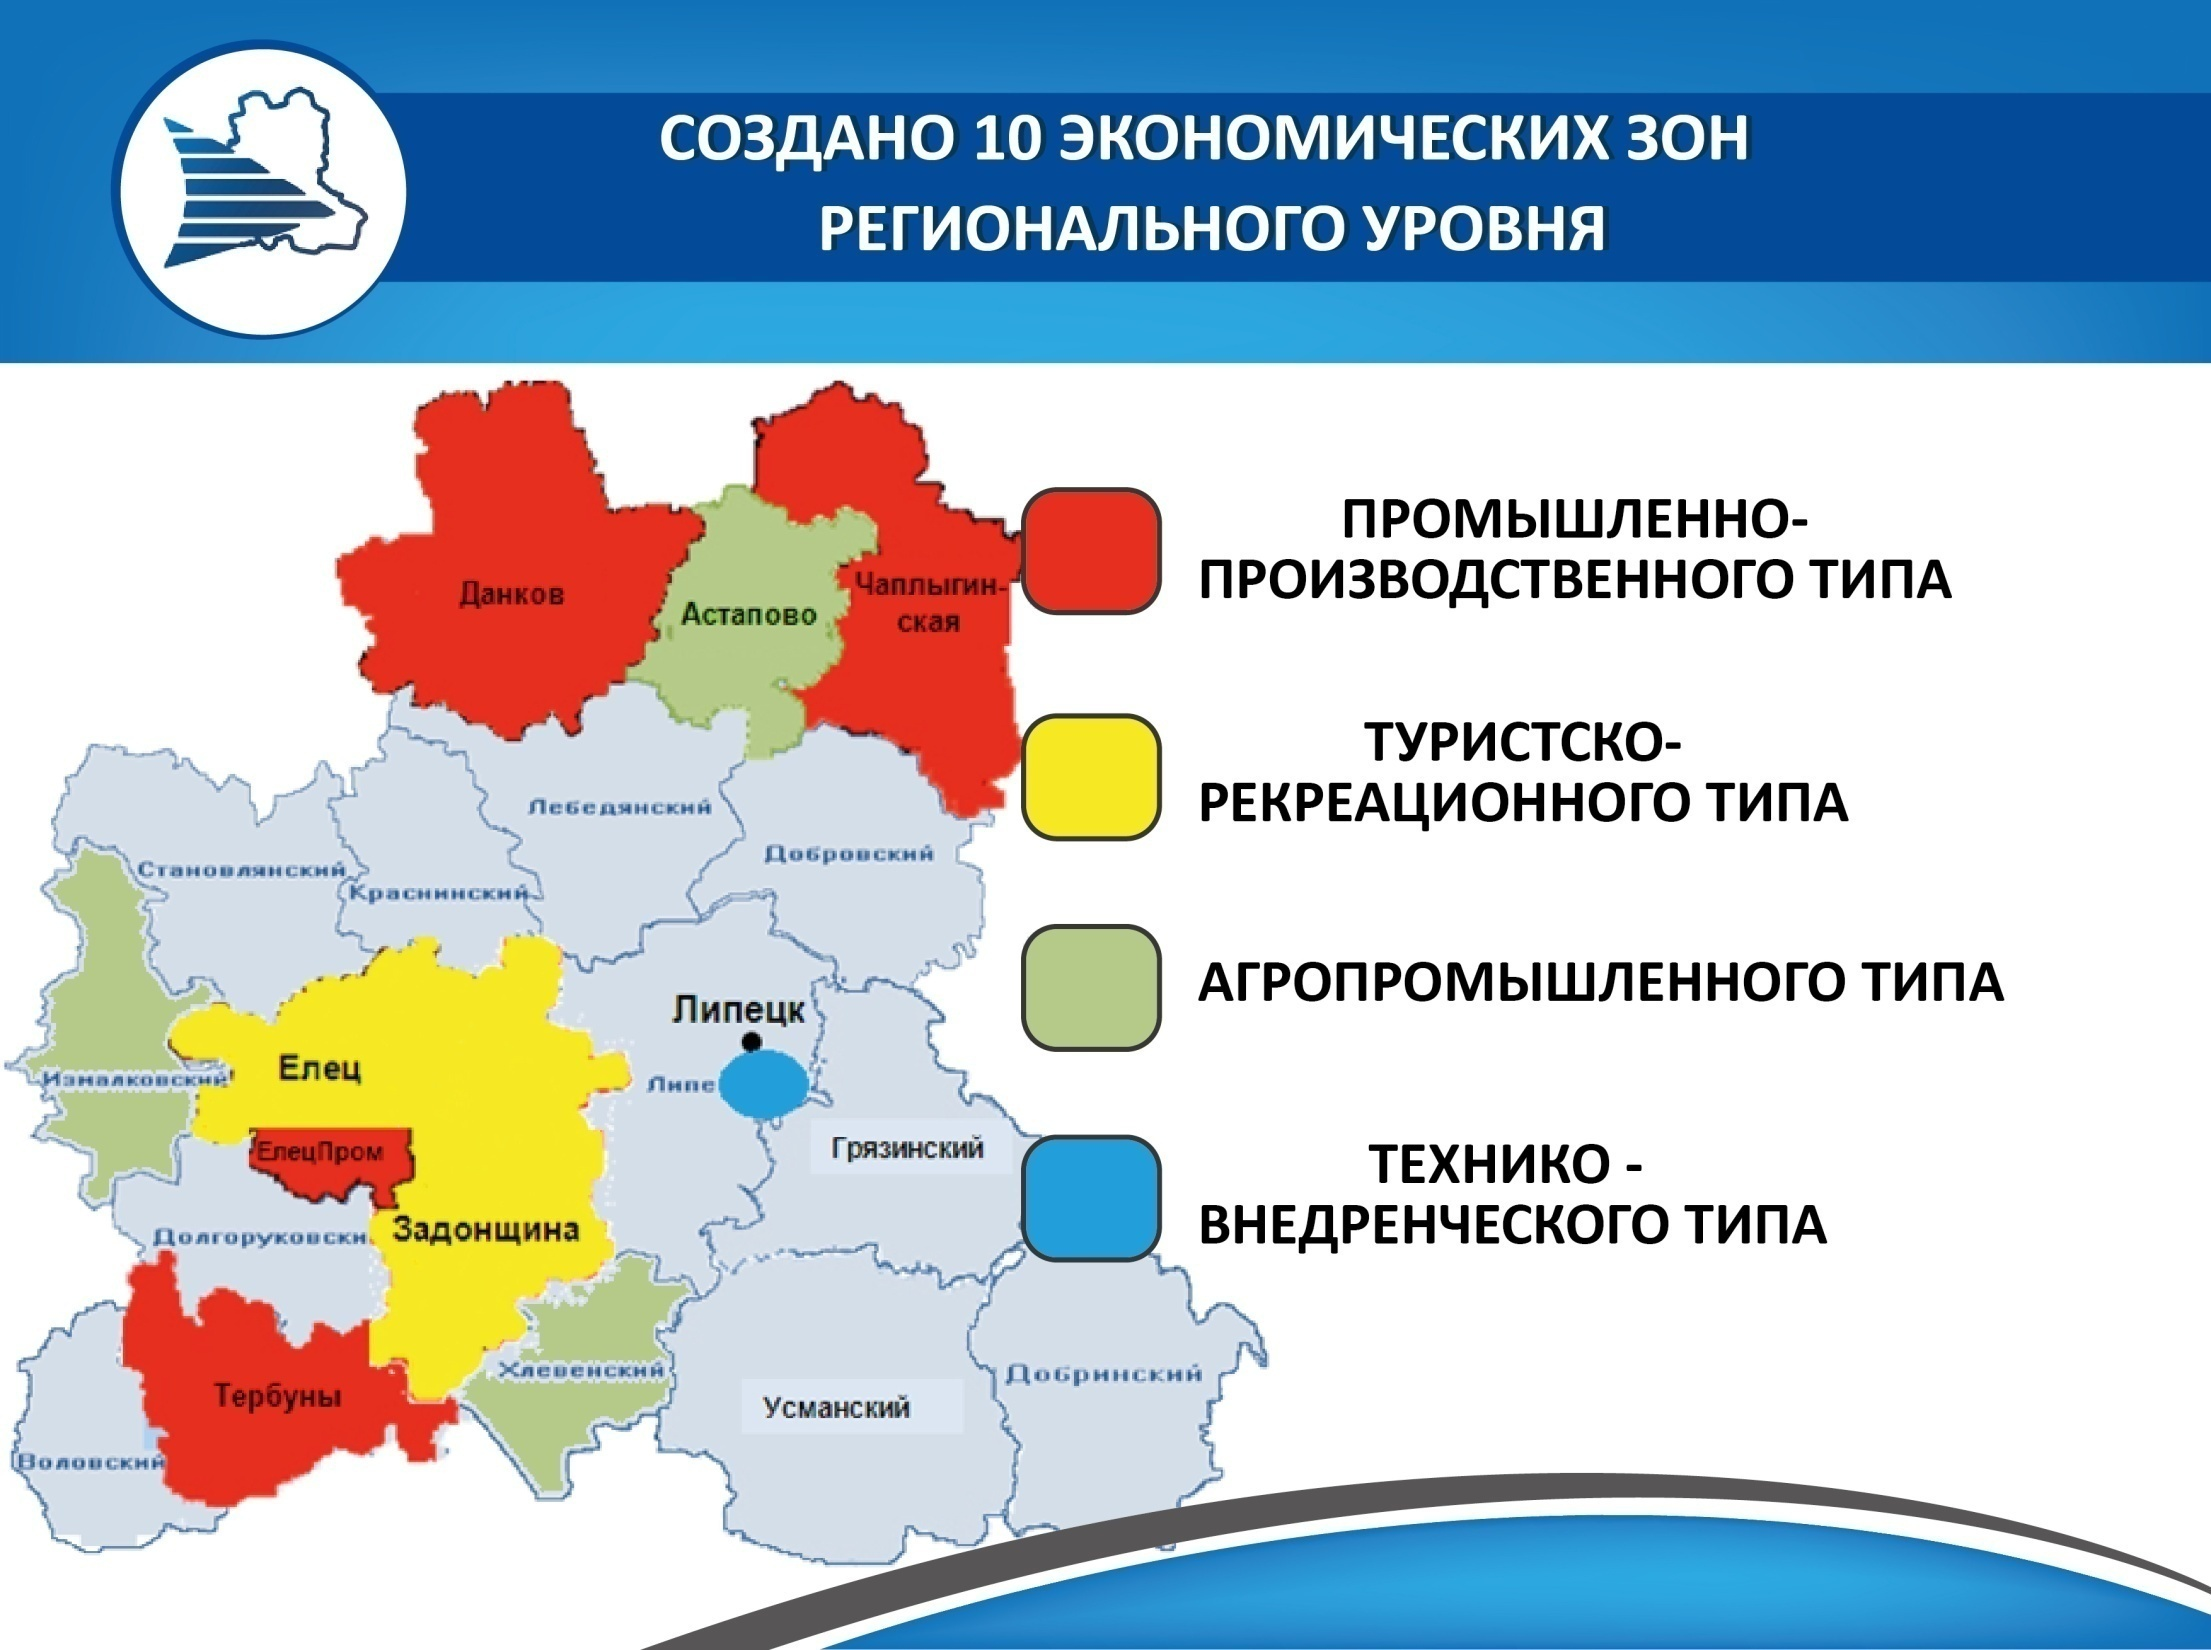 СОЗДАНО 10 ЭКОНОМИЧЕСКИХ ЗОН
РЕГИОНАЛЬНОГО УРОВНЯ
ПРОМЫШЛЕННО-
ПРОИЗВОДСТВЕННОГО ТИПА
ТУРИСТСКО-
РЕКРЕАЦИОННОГО ТИПА
АГРОПРОМЫШЛЕННОГО ТИПА
ТЕХНИКО -
ВНЕДРЕНЧЕСКОГО ТИПА
Данков
Астапово
Чаплыгин-
ская
Лебедянский
Добровский
Становлянский
Краснинский
Липецк
Липе
Измалковский
Елец
ЕлецПром
Грязинский
Задонщина
Долгоруковски
Хлевенский
Тербуны
Добринский
Усманский
Воловский